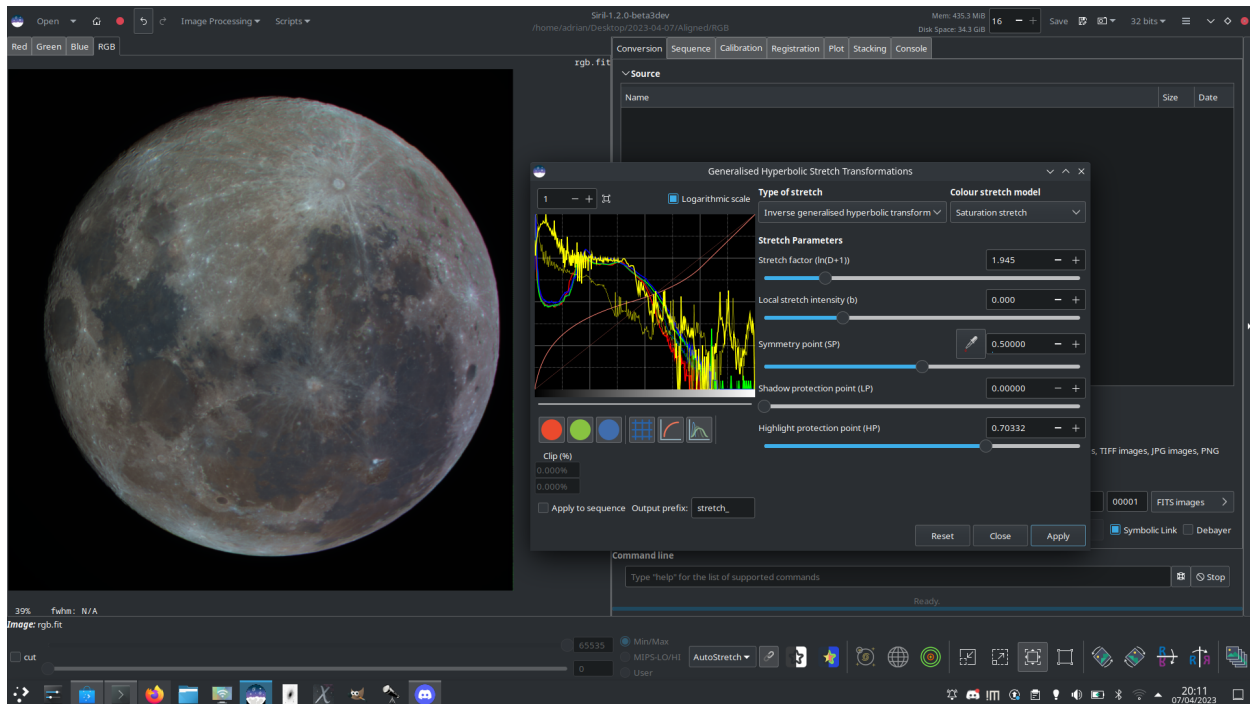 Open
Image Processing
Scripts
Siril-1.2.0-beta3dev
/home/adrian/Desktop/2023-04-07/Aligned/RGB
Mem: 435.3 MiB
Disk Space: 34.3 GiB
16
Save
32 bits
Red Green Blue RGB
rgb.fit
Conversion Sequence Calibration Registration Plot Stacking Console
Source
Name Size Date
Generalised Hyperbolic Stretch Transformations
1
Logarithmic scale
Type of stretch
Colour stretch model
Inverse generalised hyperbolic transform
Saturation stretch
Stretch Parameters
Stretch factor (ln(D+1)) 1.945
Local stretch intensity (b) 0.000
Symmetry point (SP) 0.50000
Shadow protection point (LP) 0.00000
Highlight protection point (HP) 0.70332
Clip (%)
0.000%
0.000%
Apply to sequence Output prefix: stretch_
Reset Close Apply
s, TIFF images, JPG images, PNG
00001 FITS images
Symbolic Link Debayer
Command line
Type "help" for the list of supported commands
Stop
Ready.
39% fwhm: N/A
Image: rgb.fit
cut
65535
0
Min/Max
MIPS-LO/HI
User
AutoStretch
R
R
R R
20:11
07/04/2023